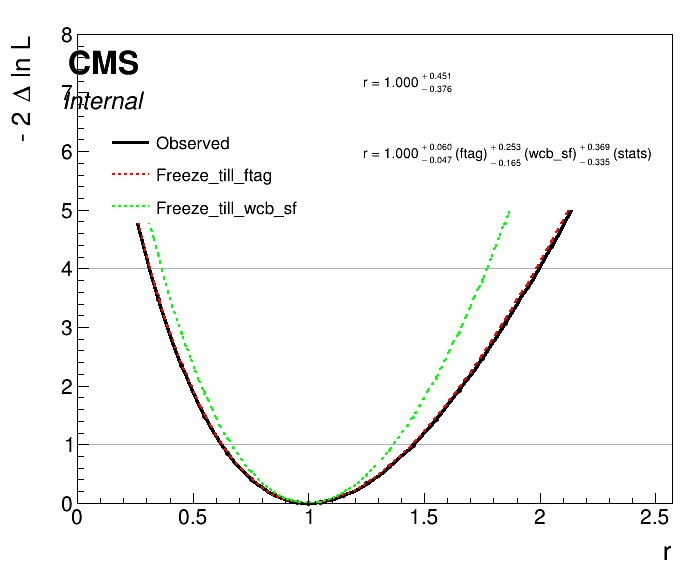 - 2 Δ ln L
8
CMS
7
Internal
r = 1.000 + 0.451 - 0.376
6
r = 1.000 + 0.060 - 0.047 (ftag) + 0.253 - 0.165 (wcb_sf) + 0.369 - 0.335 (stats)
Observed
Freeze_till_ftag
Freeze_till_wcb_sf
5
4
3
2
1
0
0 0.5 1 1.5 2 2.5
r